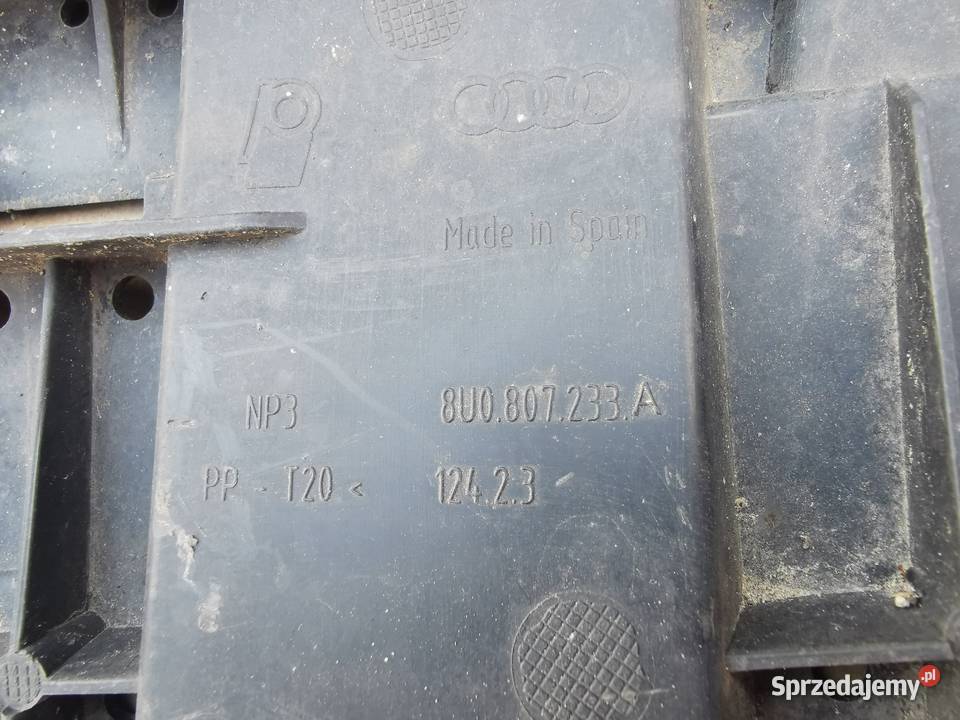 Made in Spain
NP3 8U0.807.233.A
PP - T20 < 124.2.3
Sprzedajemy.pl